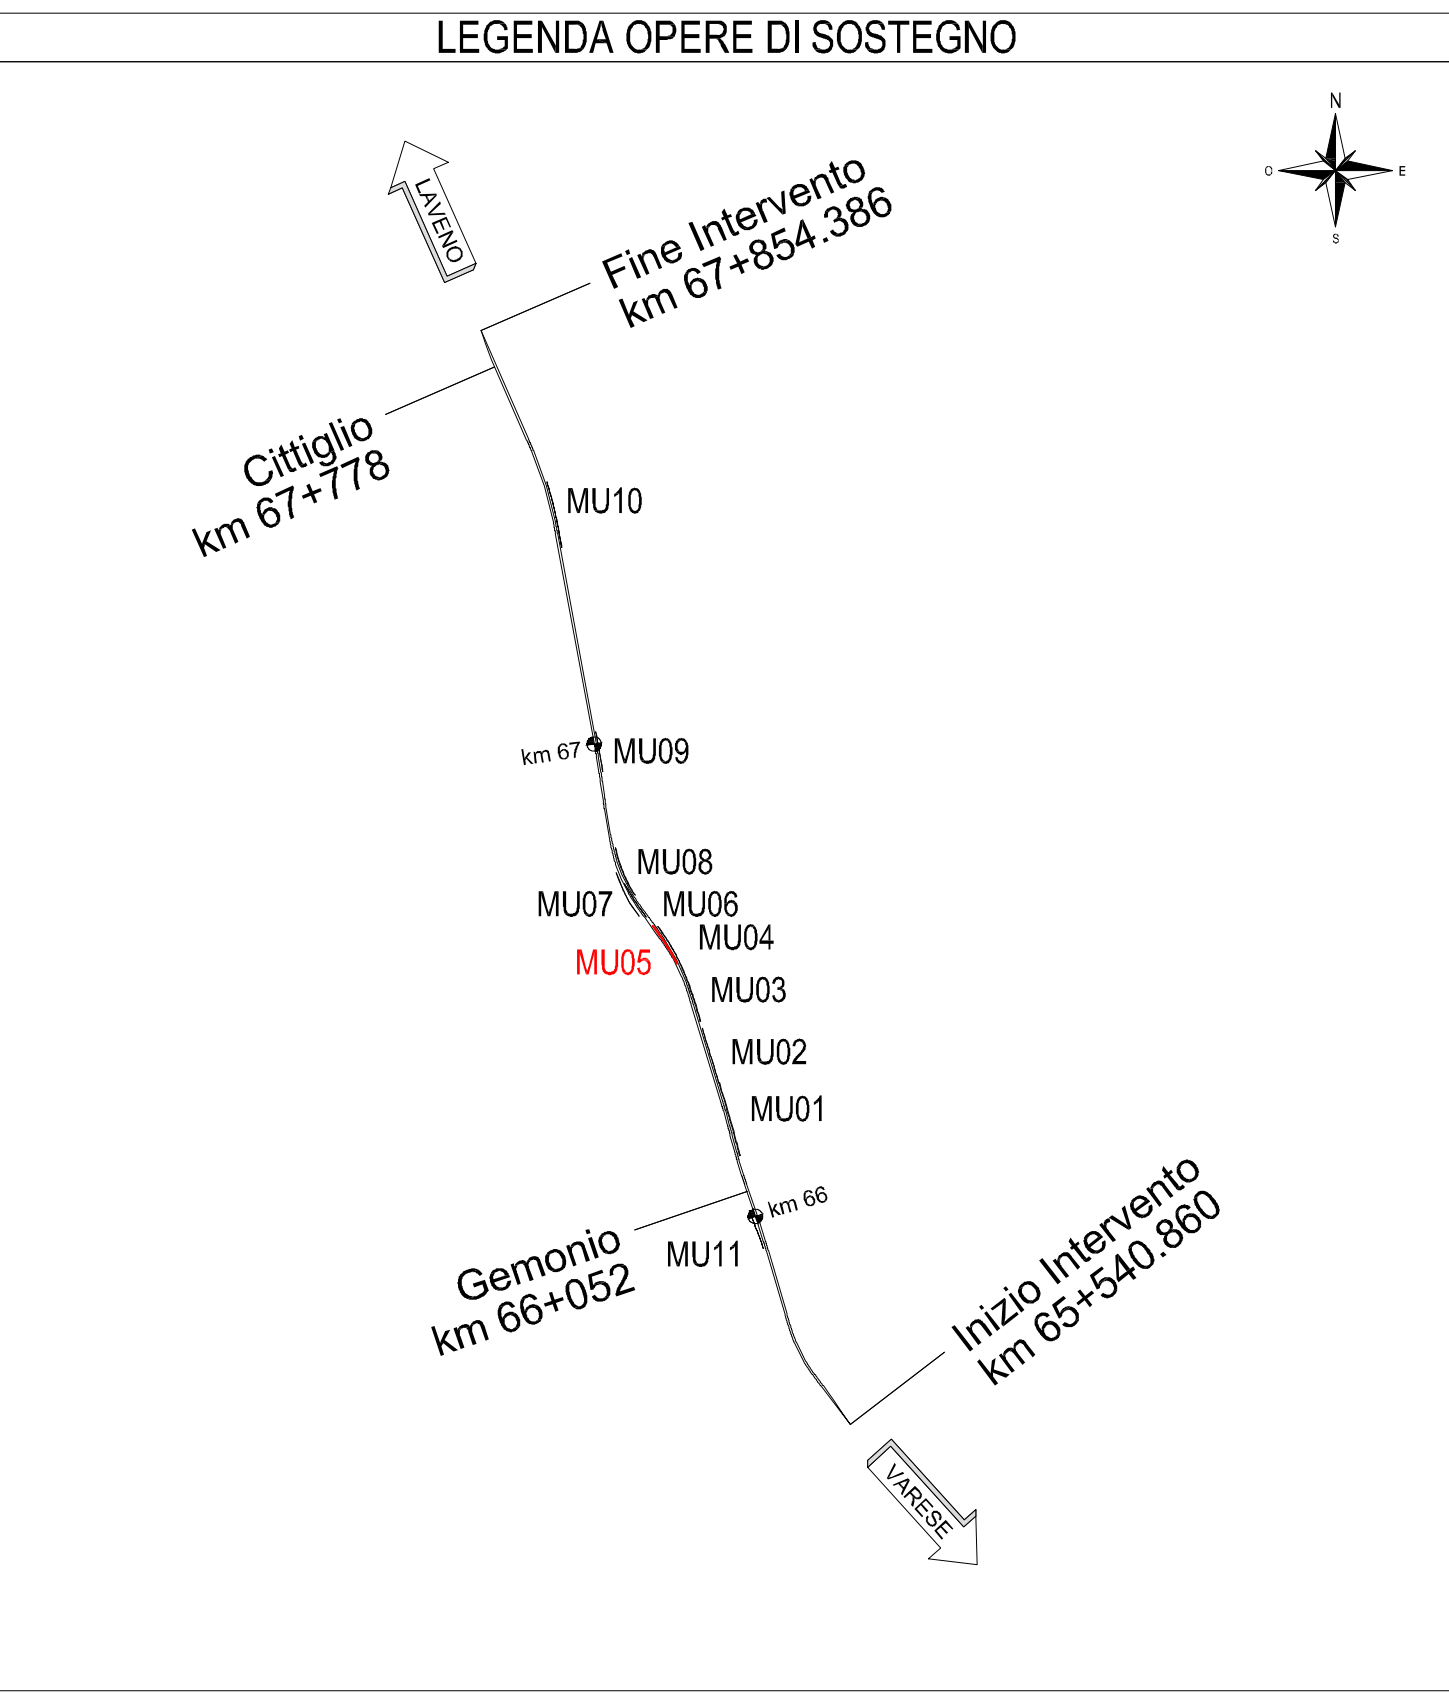 LEGENDA OPERE DI SOSTEGNO
N
O
E
S
LAVENO
Fine Intervento
km 67+854.386
Cittiglio
km 67+778
MU10
km 67
MU09
MU08
MU07
MU06
MU04
MU05
MU03
MU02
MU01
km 66
MU11
Gemonio
km 66+052
Inizio Intervento
km 65+540.860
VARESE